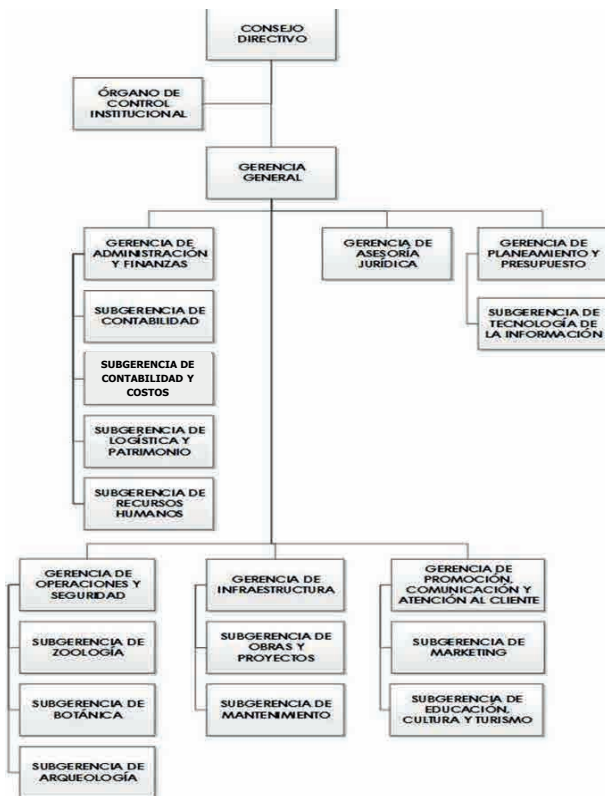 CONSEJO
DIRECTIVO
ÓRGANO DE
CONTROL
INSTITUCIONAL
GERENCIA
GENERAL
GERENCIA DE
ADMINISTRACIÓN
Y FINANZAS
GERENCIA DE
ASESORÍA
JURÍDICA
GERENCIA DE
PLANEAMIENTO Y
PRESUPUESTO
SUBGERENCIA DE
CONTABILIDAD
SUBGERENCIA DE
TECNOLOGÍA DE
LA INFORMACIÓN
SUBGERENCIA DE
CONTABILIDAD Y
COSTOS
SUBGERENCIA DE
LOGÍSTICA Y
PATRIMONIO
SUBGERENCIA DE
RECURSOS
HUMANOS
GERENCIA DE
OPERACIONES Y
SEGURIDAD
GERENCIA DE
INFRAESTRUCTURA
GERENCIA DE
PROMOCIÓN,
COMUNICACIÓN Y
ATENCIÓN AL CLIENTE
SUBGERENCIA DE
ZOOLOGÍA
SUBGERENCIA DE
OBRAS Y
PROYECTOS
SUBGERENCIA DE
MARKETING
SUBGERENCIA DE
BOTÁNICA
SUBGERENCIA DE
MANTENIMIENTO
SUBGERENCIA DE
EDUCACIÓN,
CULTURA Y TURISMO
SUBGERENCIA DE
ARQUEOLOGÍA